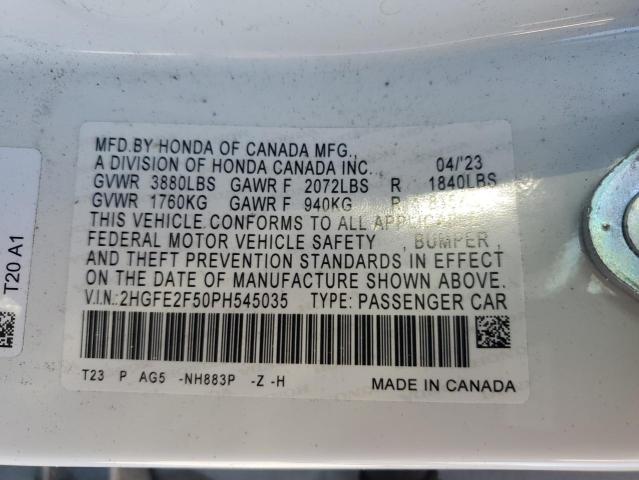 MFD.BY HONDA OF CANADA MFG.,
A DIVISION OF HONDA CANADA INC. 04/'23
GVWR 3880LBS GAWR F 2072LBS R 1840LBS
GVWR 1760KG GAWR F 940KG
THIS VEHICLE CONFORMS TO ALL
FEDERAL MOTOR VEHICLE SAFETY , BUMPER ,
AND THEFT PREVENTION STANDARDS IN EFFECT
ON THE DATE OF MANUFACTURE SHOWN ABOVE.
V.I.N.:2HGFE2F50PH545035 TYPE: PASSENGER CAR
T23 P AG5 -NH883P -Z -H
MADE IN CANADA
T20 A1